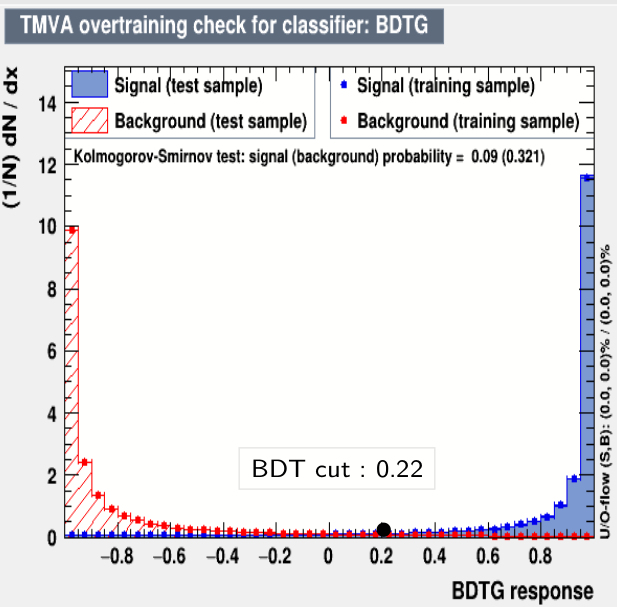 TMVA overtraining check for classifier: BDTG
Signal (test sample)
Background (test sample)
Signal (training sample)
Background (training sample)
Kolmogorov-Smirnov test: signal (background) probability = 0.09 (0.321)
(1/N) dN / dx
14
12
10
8
6
4
2
0
BDT cut : 0.22
−0.8 −0.6 −0.4 −0.2 0 0.2 0.4 0.6 0.8
BDTG response
U/O-flow (S,B): (0.0, 0.0)% / (0.0, 0.0)%